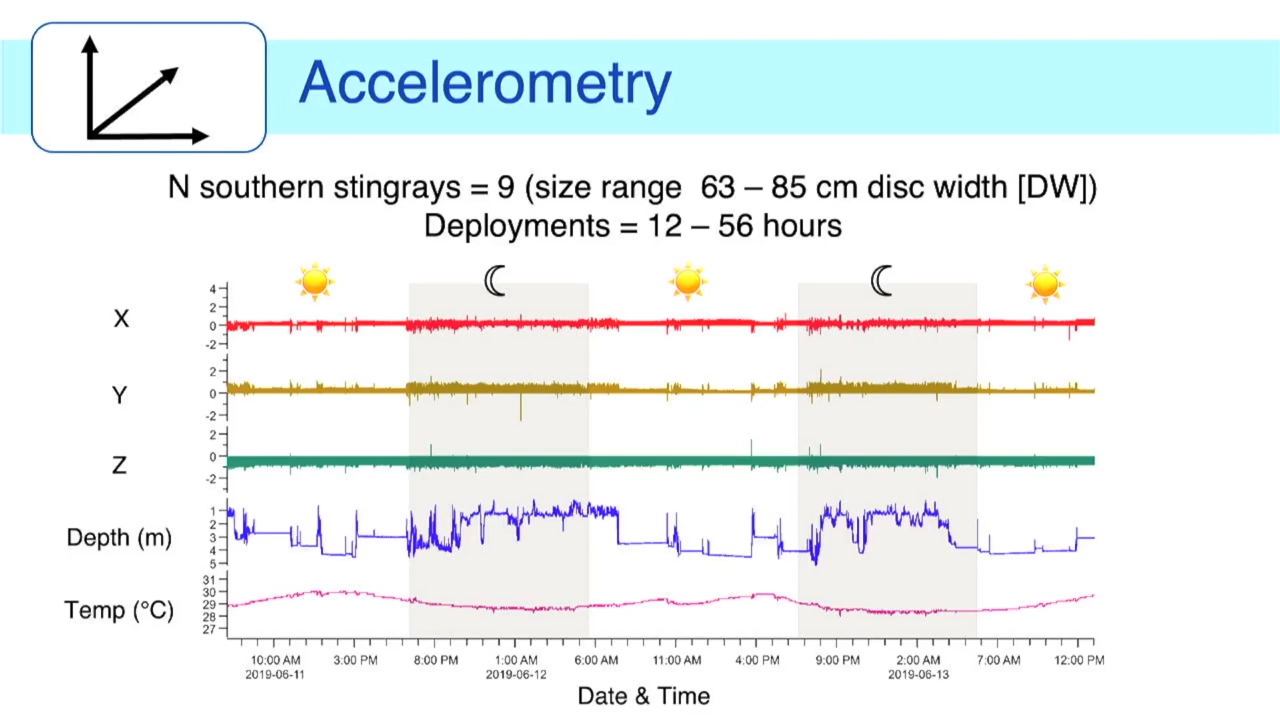 Accelerometry
N southern stingrays = 9 (size range 63 – 85 cm disc width [DW])
Deployments = 12 – 56 hours
X
4
2
0
-2
Y
2
0
-2
Z
2
0
-2
Depth (m)
1
2
3
4
5
Temp (°C)
31
30
29
28
27
10:00 AM 3:00 PM 8:00 PM 1:00 AM 6:00 AM 11:00 AM 4:00 PM 9:00 PM 2:00 AM 7:00 AM 12:00 PM
2019-06-11 2019-06-12 2019-06-13
Date & Time